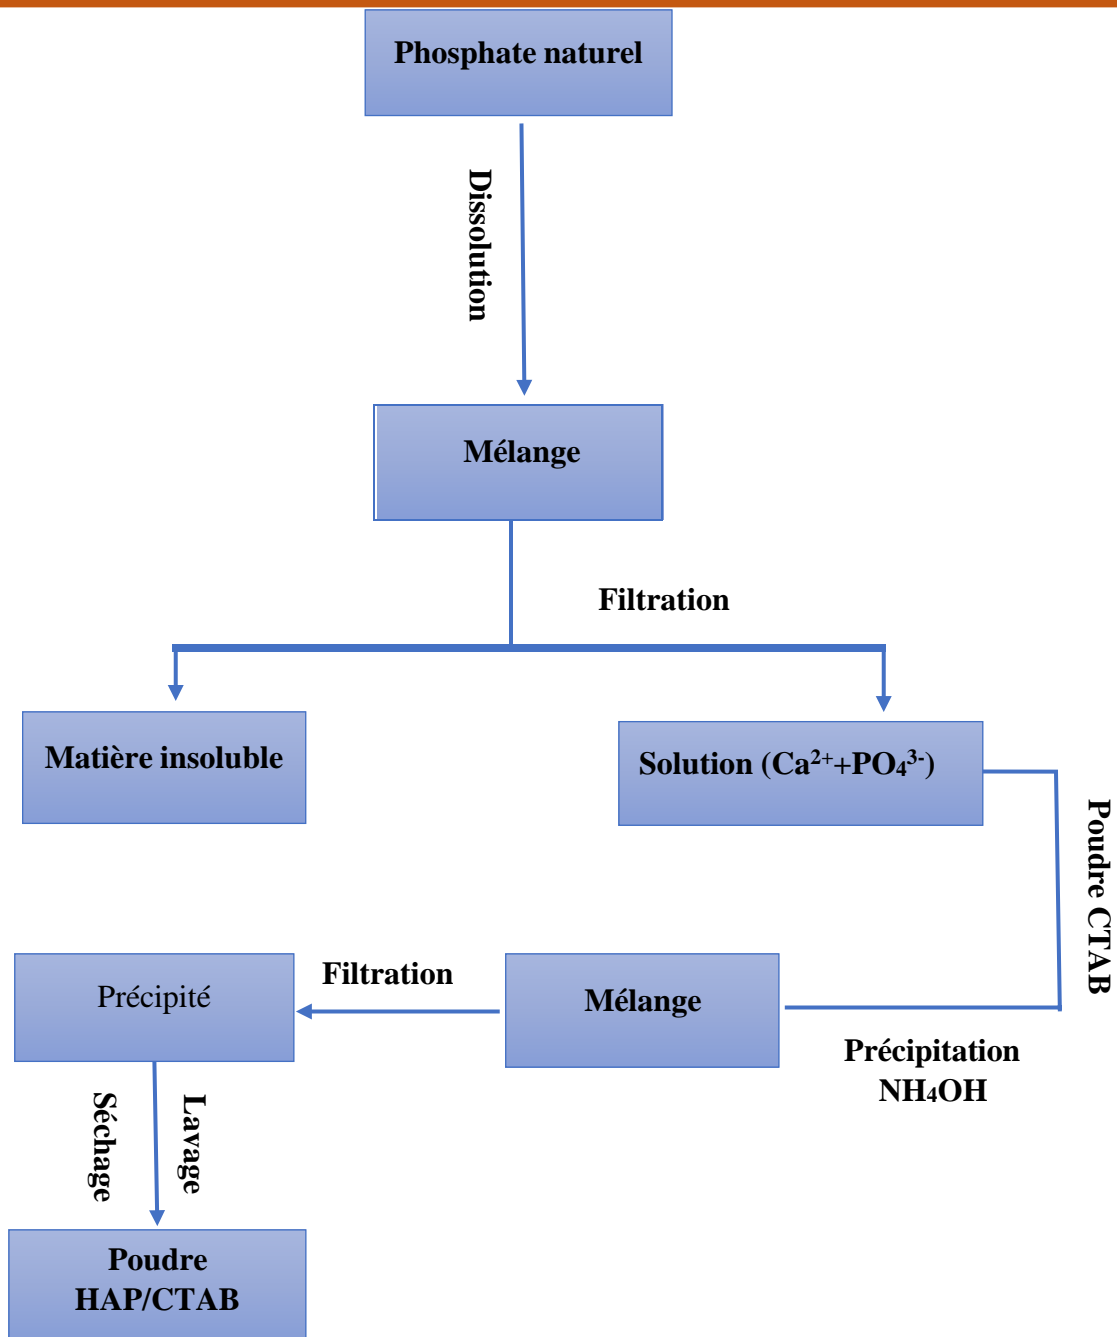 Phosphate naturel
Dissolution
Mélange
Filtration
Matière insoluble
Solution (Ca²⁺+PO₄³⁻)
Poudre CTAB
Précipité
Filtration
Mélange
Précipitation
NH₄OH
Séchage
Lavage
Poudre
HAP/CTAB